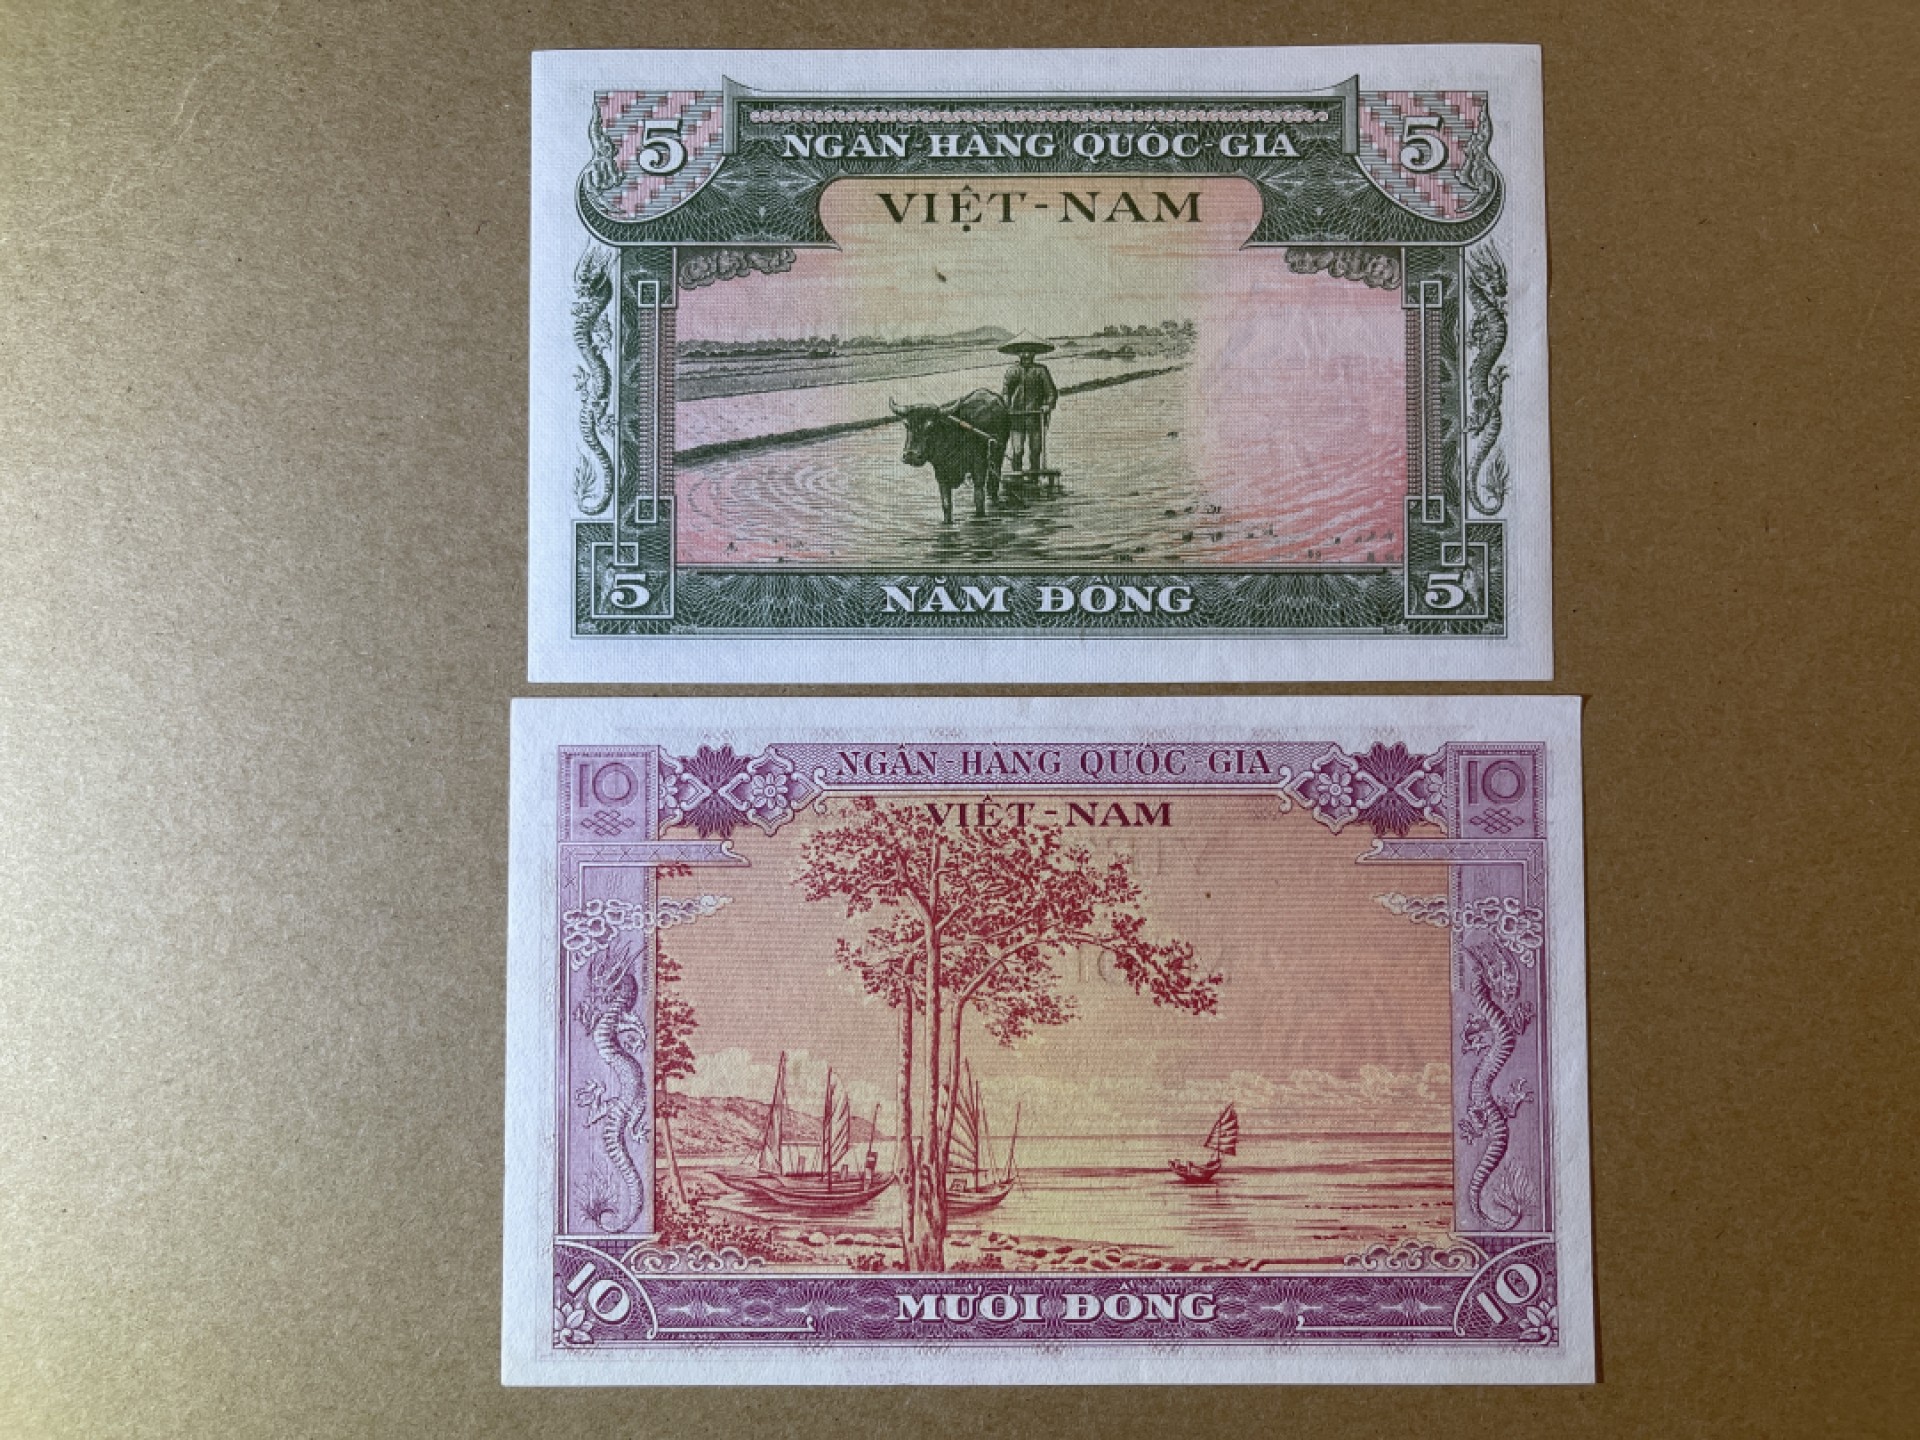 5 NGÂN-HÀNG QUỐC-GIA 5
VIỆT-NAM
5 NĂM ĐỒNG 5
10 NGÂN-HÀNG QUỐC-GIA 10
VIỆT-NAM
10 MƯỜI ĐỒNG 10